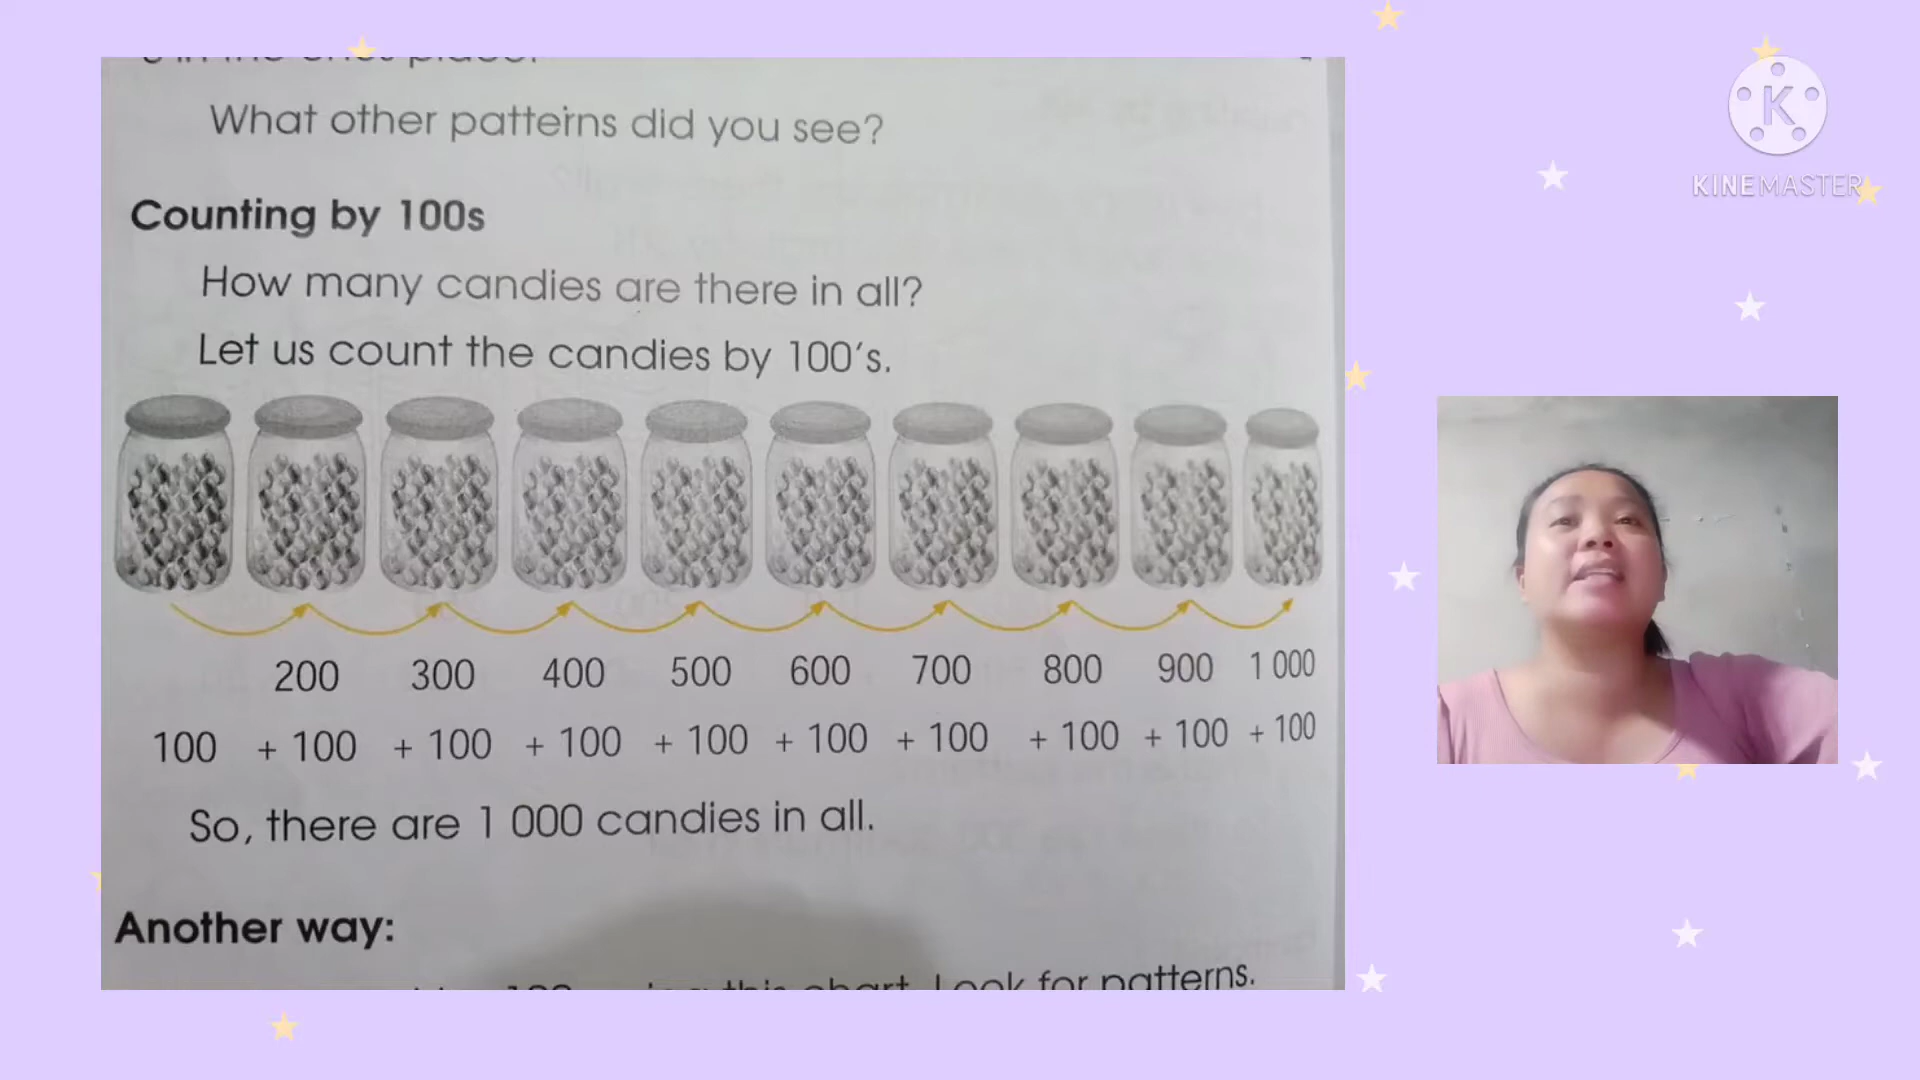 What other patterns did you see?
Counting by 100s
How many candies are there in all?
Let us count the candies by 100's.
200 300 400 500 600 700 800 900 1 000
100 + 100 + 100 + 100 + 100 + 100 + 100 + 100 + 100 + 100
So, there are 1 000 candies in all.
Another way:
chart. Look for patterns.
KINEMASTER